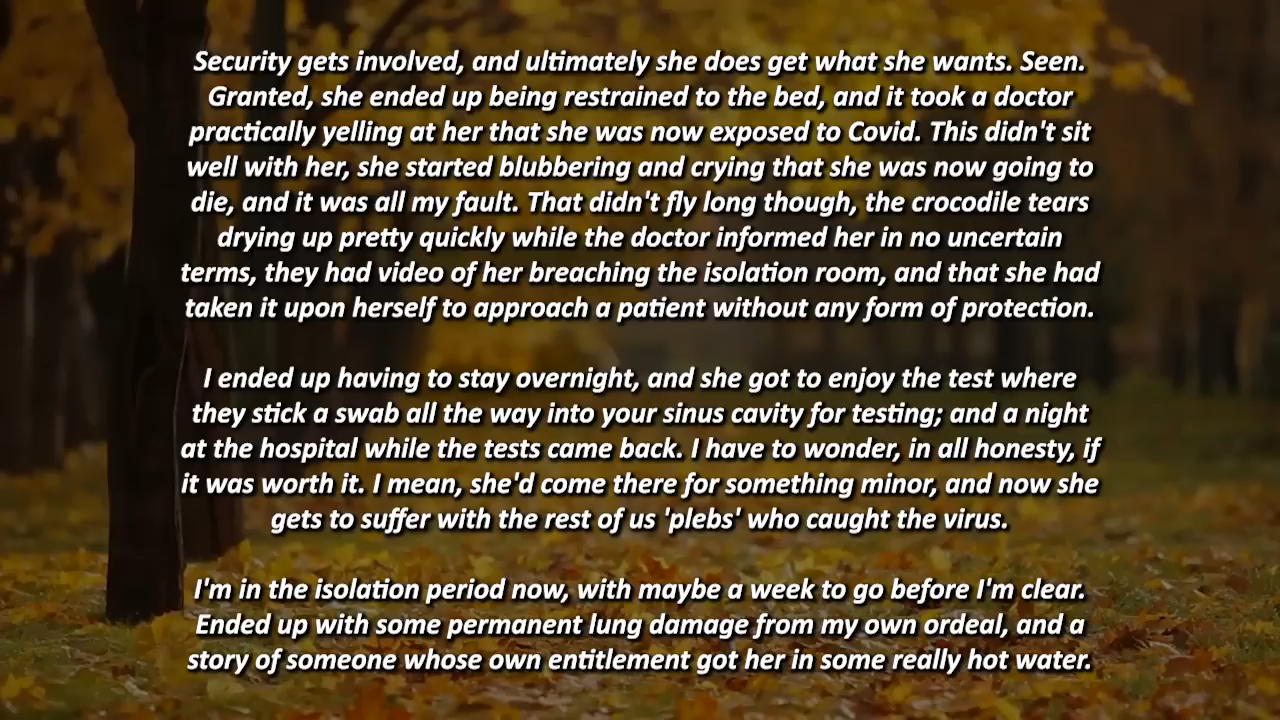 Security gets involved, and ultimately she does get what she wants. Seen.
Granted, she ended up being restrained to the bed, and it took a doctor
practically yelling at her that she was now exposed to Covid. This didn't sit
well with her, she started blubbering and crying that she was now going to
die, and it was all my fault. That didn't fly long though, the crocodile tears
drying up pretty quickly while the doctor informed her in no uncertain
terms, they had video of her breaching the isolation room, and that she had
taken it upon herself to approach a patient without any form of protection.
I ended up having to stay overnight, and she got to enjoy the test where
they stick a swab all the way into your sinus cavity for testing; and a night
at the hospital while the tests came back. I have to wonder, in all honesty, if
it was worth it. I mean, she'd come there for something minor, and now she
gets to suffer with the rest of us 'plebs' who caught the virus.
I'm in the isolation period now, with maybe a week to go before I'm clear.
Ended up with some permanent lung damage from my own ordeal, and a
story of someone whose own entitlement got her in some really hot water.